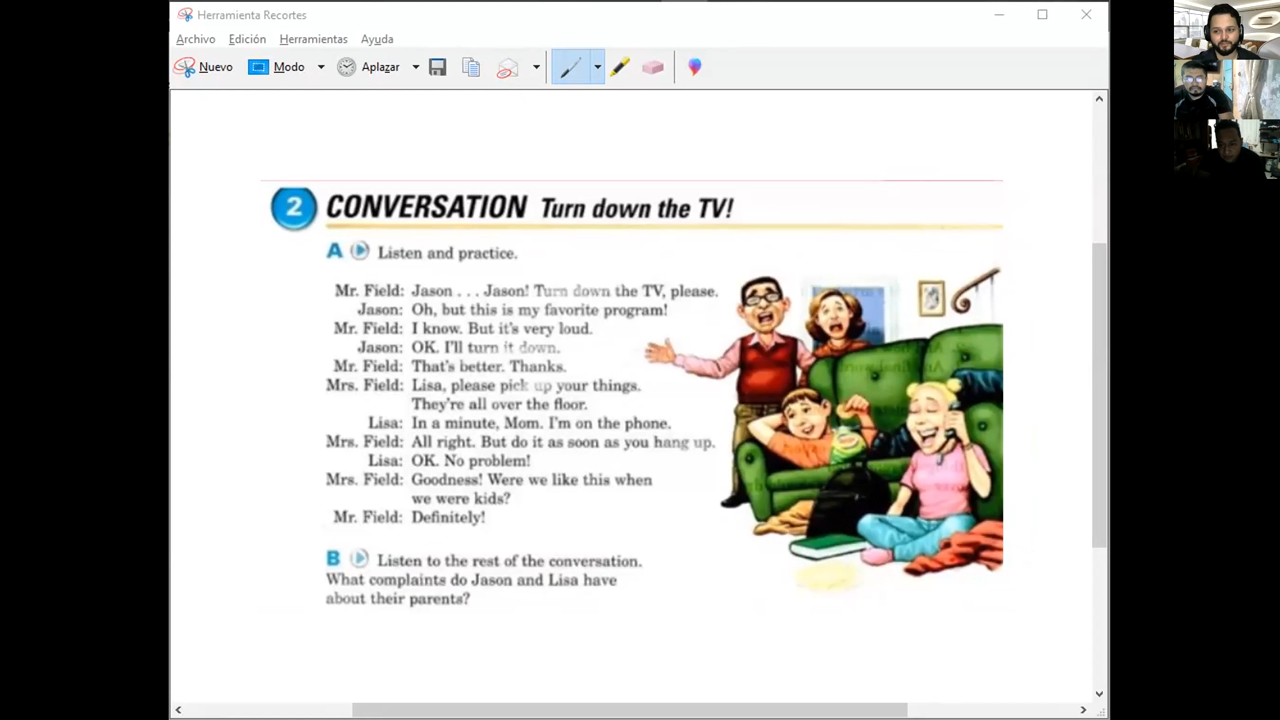 Herramienta Recortes
Archivo Edición Herramientas Ayuda
Nuevo Modo Aplazar
2 CONVERSATION Turn down the TV!
A Listen and practice.
Mr. Field: Jason . . . Jason! Turn down the TV, please.
Jason: Oh, but this is my favorite program!
Mr. Field: I know. But it's very loud.
Jason: OK. I'll turn it down.
Mr. Field: That's better. Thanks.
Mrs. Field: Lisa, please pick up your things.
They're all over the floor.
Lisa: In a minute, Mom. I'm on the phone.
Mrs. Field: All right. But do it as soon as you hang up.
Lisa: OK. No problem!
Mrs. Field: Goodness! Were we like this when
we were kids?
Mr. Field: Definitely!
B Listen to the rest of the conversation.
What complaints do Jason and Lisa have
about their parents?